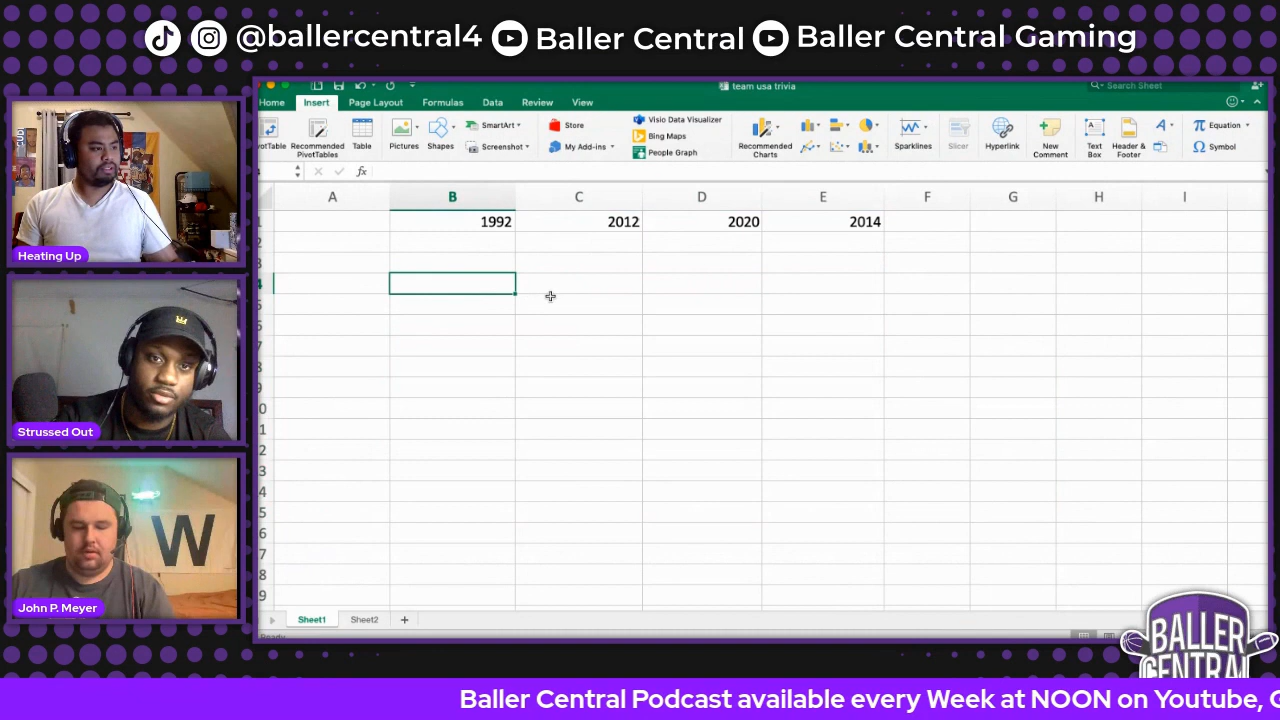 @ballercentral4 Baller Central Baller Central Gaming
team usa trivia
Search Sheet
Home Insert Page Layout Formulas Data Review View
Recommended PivotTables
Table
Pictures
Shapes
SmartArt
Screenshot
Store
My Add-ins
Visio Data Visualizer
Bing Maps
People Graph
Recommended Charts
Sparklines
Slicer
Hyperlink
New Comment
Text Box
Header & Footer
Equation
Symbol
fx
A B C D E F G H I
1992 2012 2020 2014
Heating Up
Strussed Out
W
John P. Meyer
Sheet1 Sheet2 +
BALLER
CENTRAL
Baller Central Podcast available every Week at NOON on Youtube,